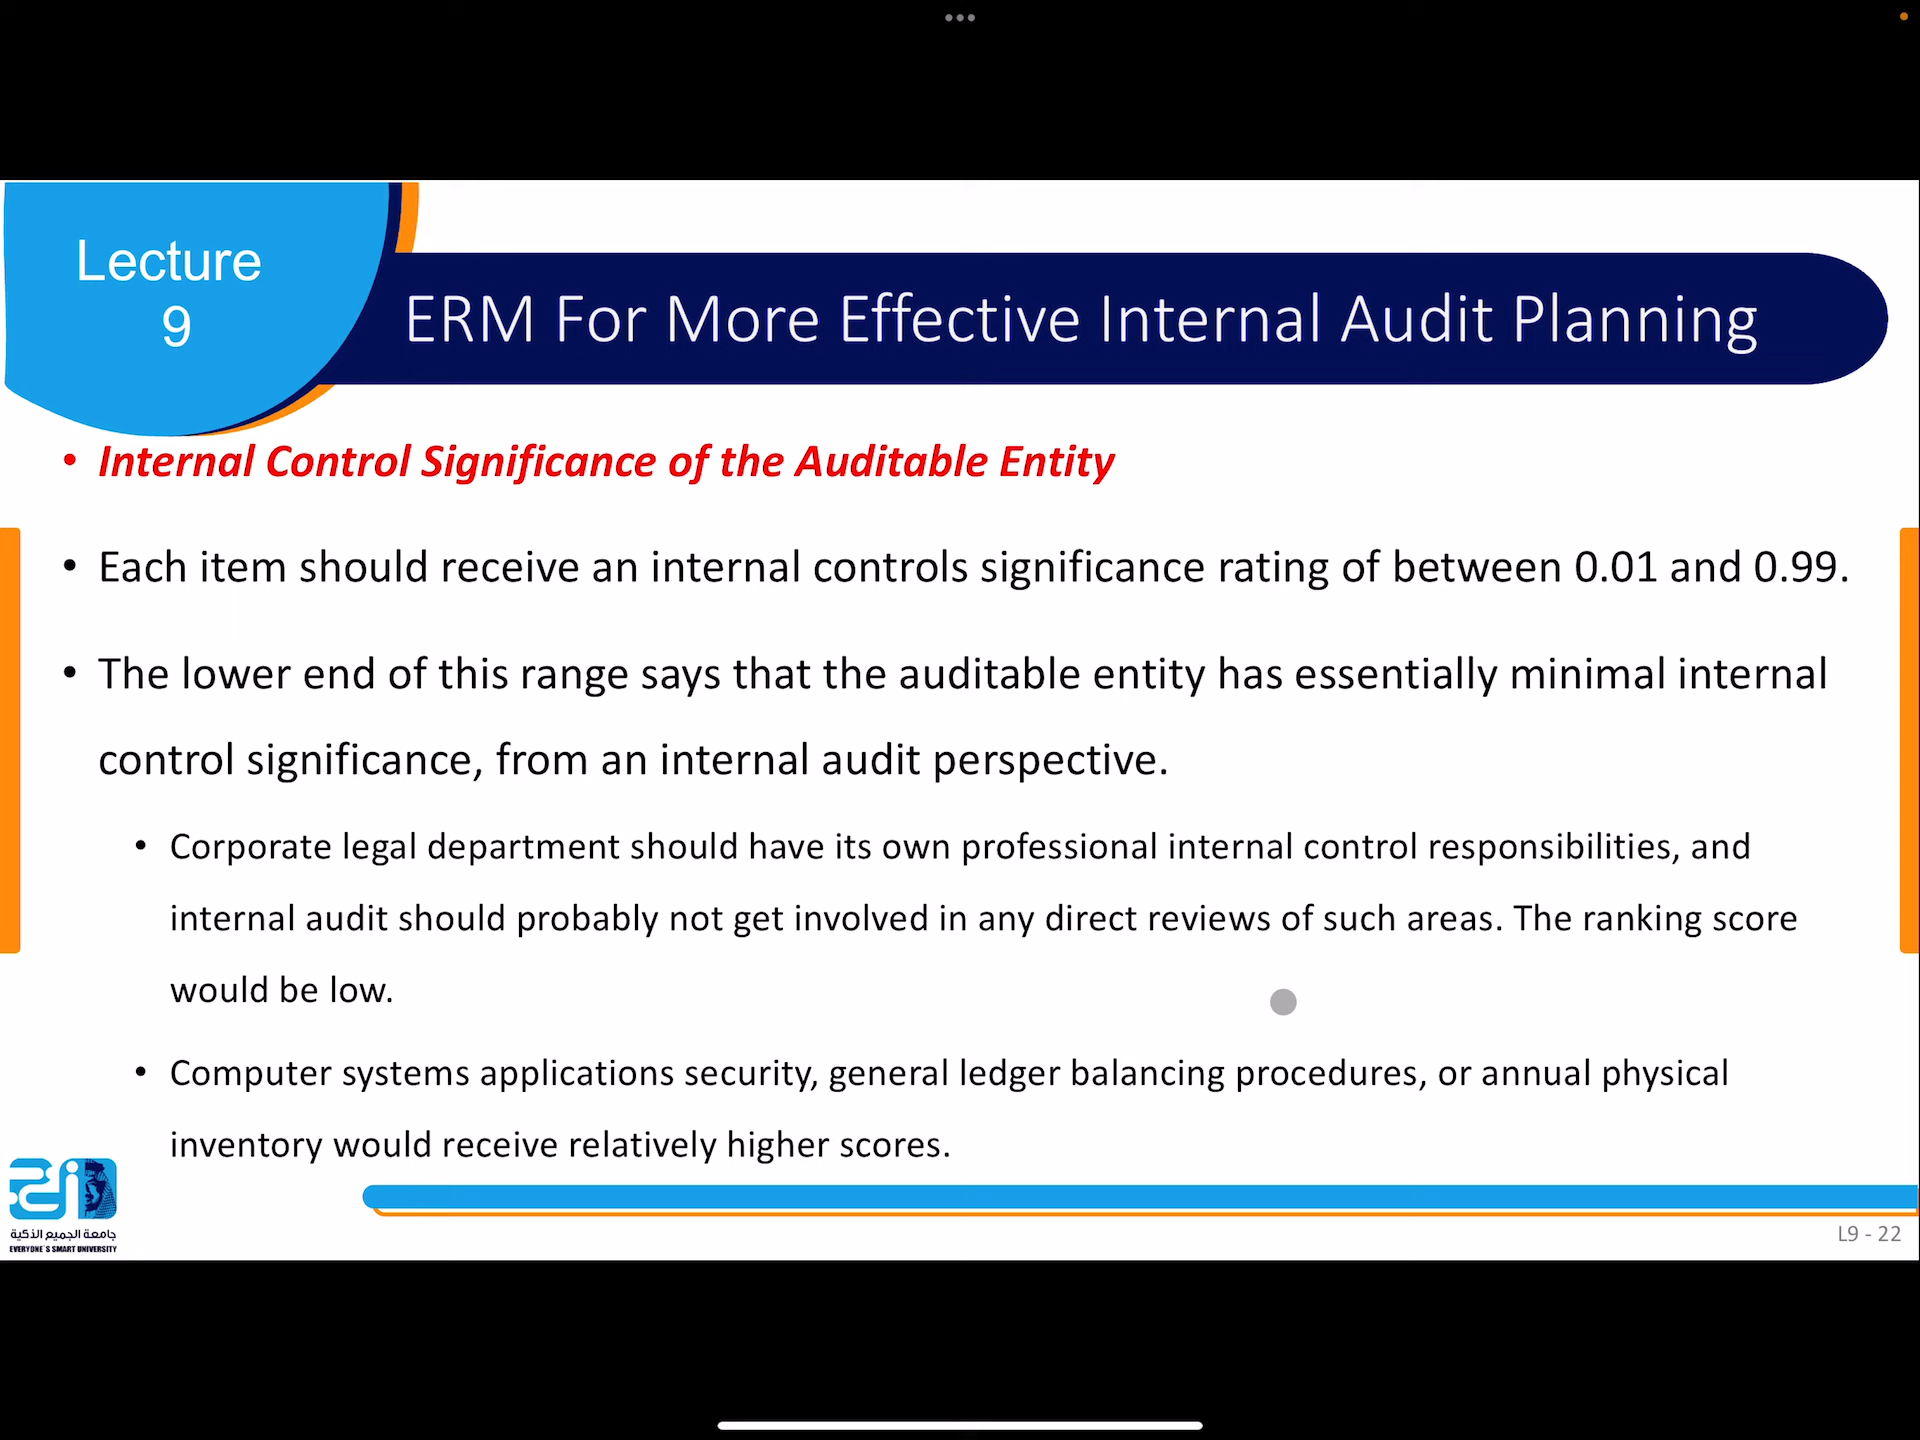 Lecture
9
ERM For More Effective Internal Audit Planning
• Internal Control Significance of the Auditable Entity
• Each item should receive an internal controls significance rating of between 0.01 and 0.99.
• The lower end of this range says that the auditable entity has essentially minimal internal
control significance, from an internal audit perspective.
• Corporate legal department should have its own professional internal control responsibilities, and
internal audit should probably not get involved in any direct reviews of such areas. The ranking score
would be low.
• Computer systems applications security, general ledger balancing procedures, or annual physical
inventory would receive relatively higher scores.
جامعة الجميع الذكية
EVERYONE'S SMART UNIVERSITY
L9 - 22